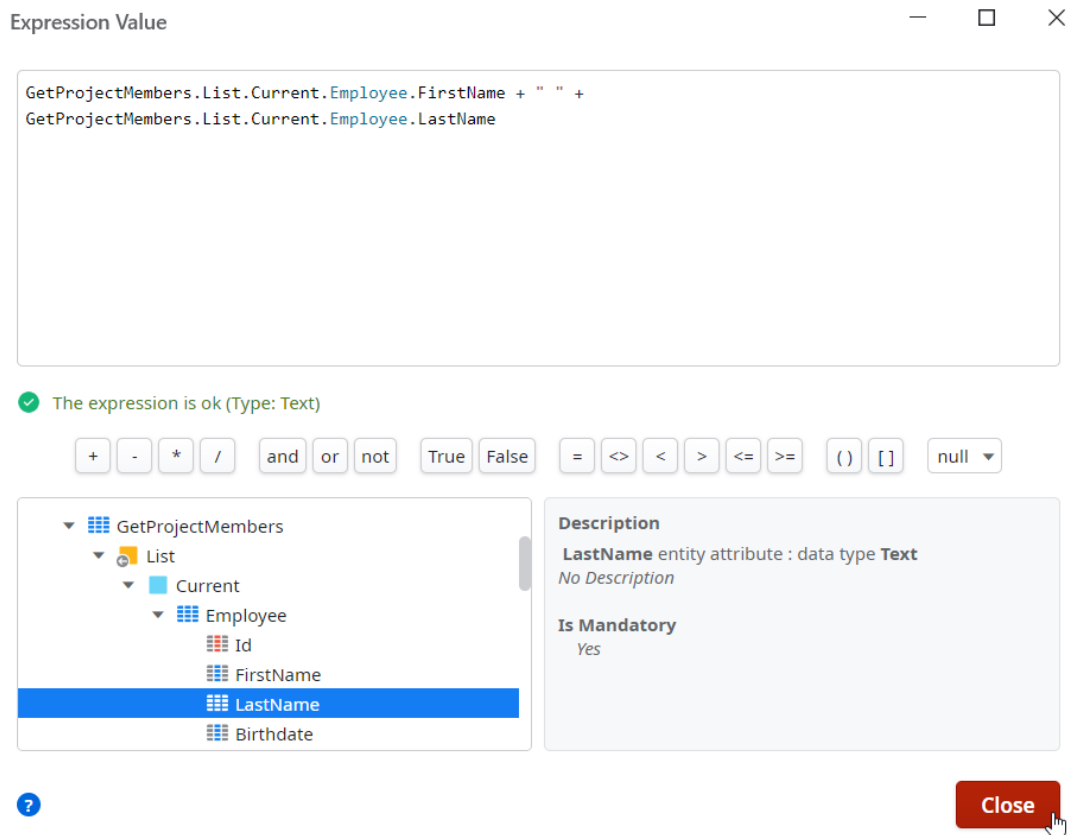 Expression Value
GetProjectMembers.List.Current.Employee.FirstName + " " +
GetProjectMembers.List.Current.Employee.LastName
The expression is ok (Type: Text)
+ - * / and or not True False = <> < > <= >= ( ) [ ] null
GetProjectMembers
List
Current
Employee
Id
FirstName
LastName
Birthdate
Description
LastName entity attribute : data type Text
No Description
Is Mandatory
Yes
?
Close